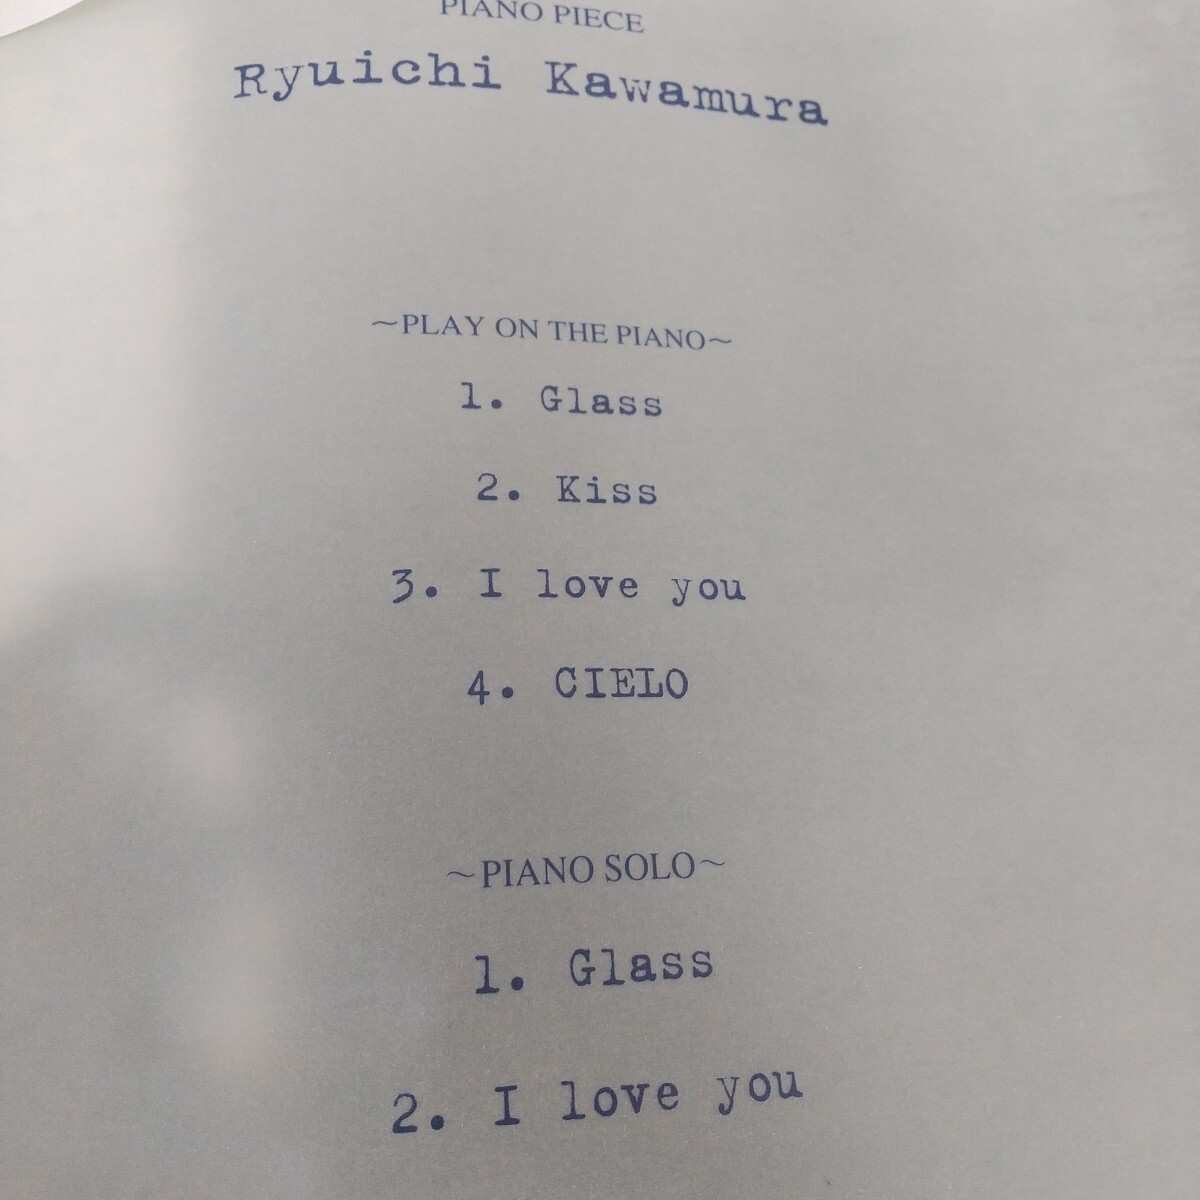 PIANO PIECE
Ryuichi Kawamura
～PLAY ON THE PIANO～
1. Glass
2. Kiss
3. I love you
4. CIELO
～PIANO SOLO～
1. Glass
2. I love you